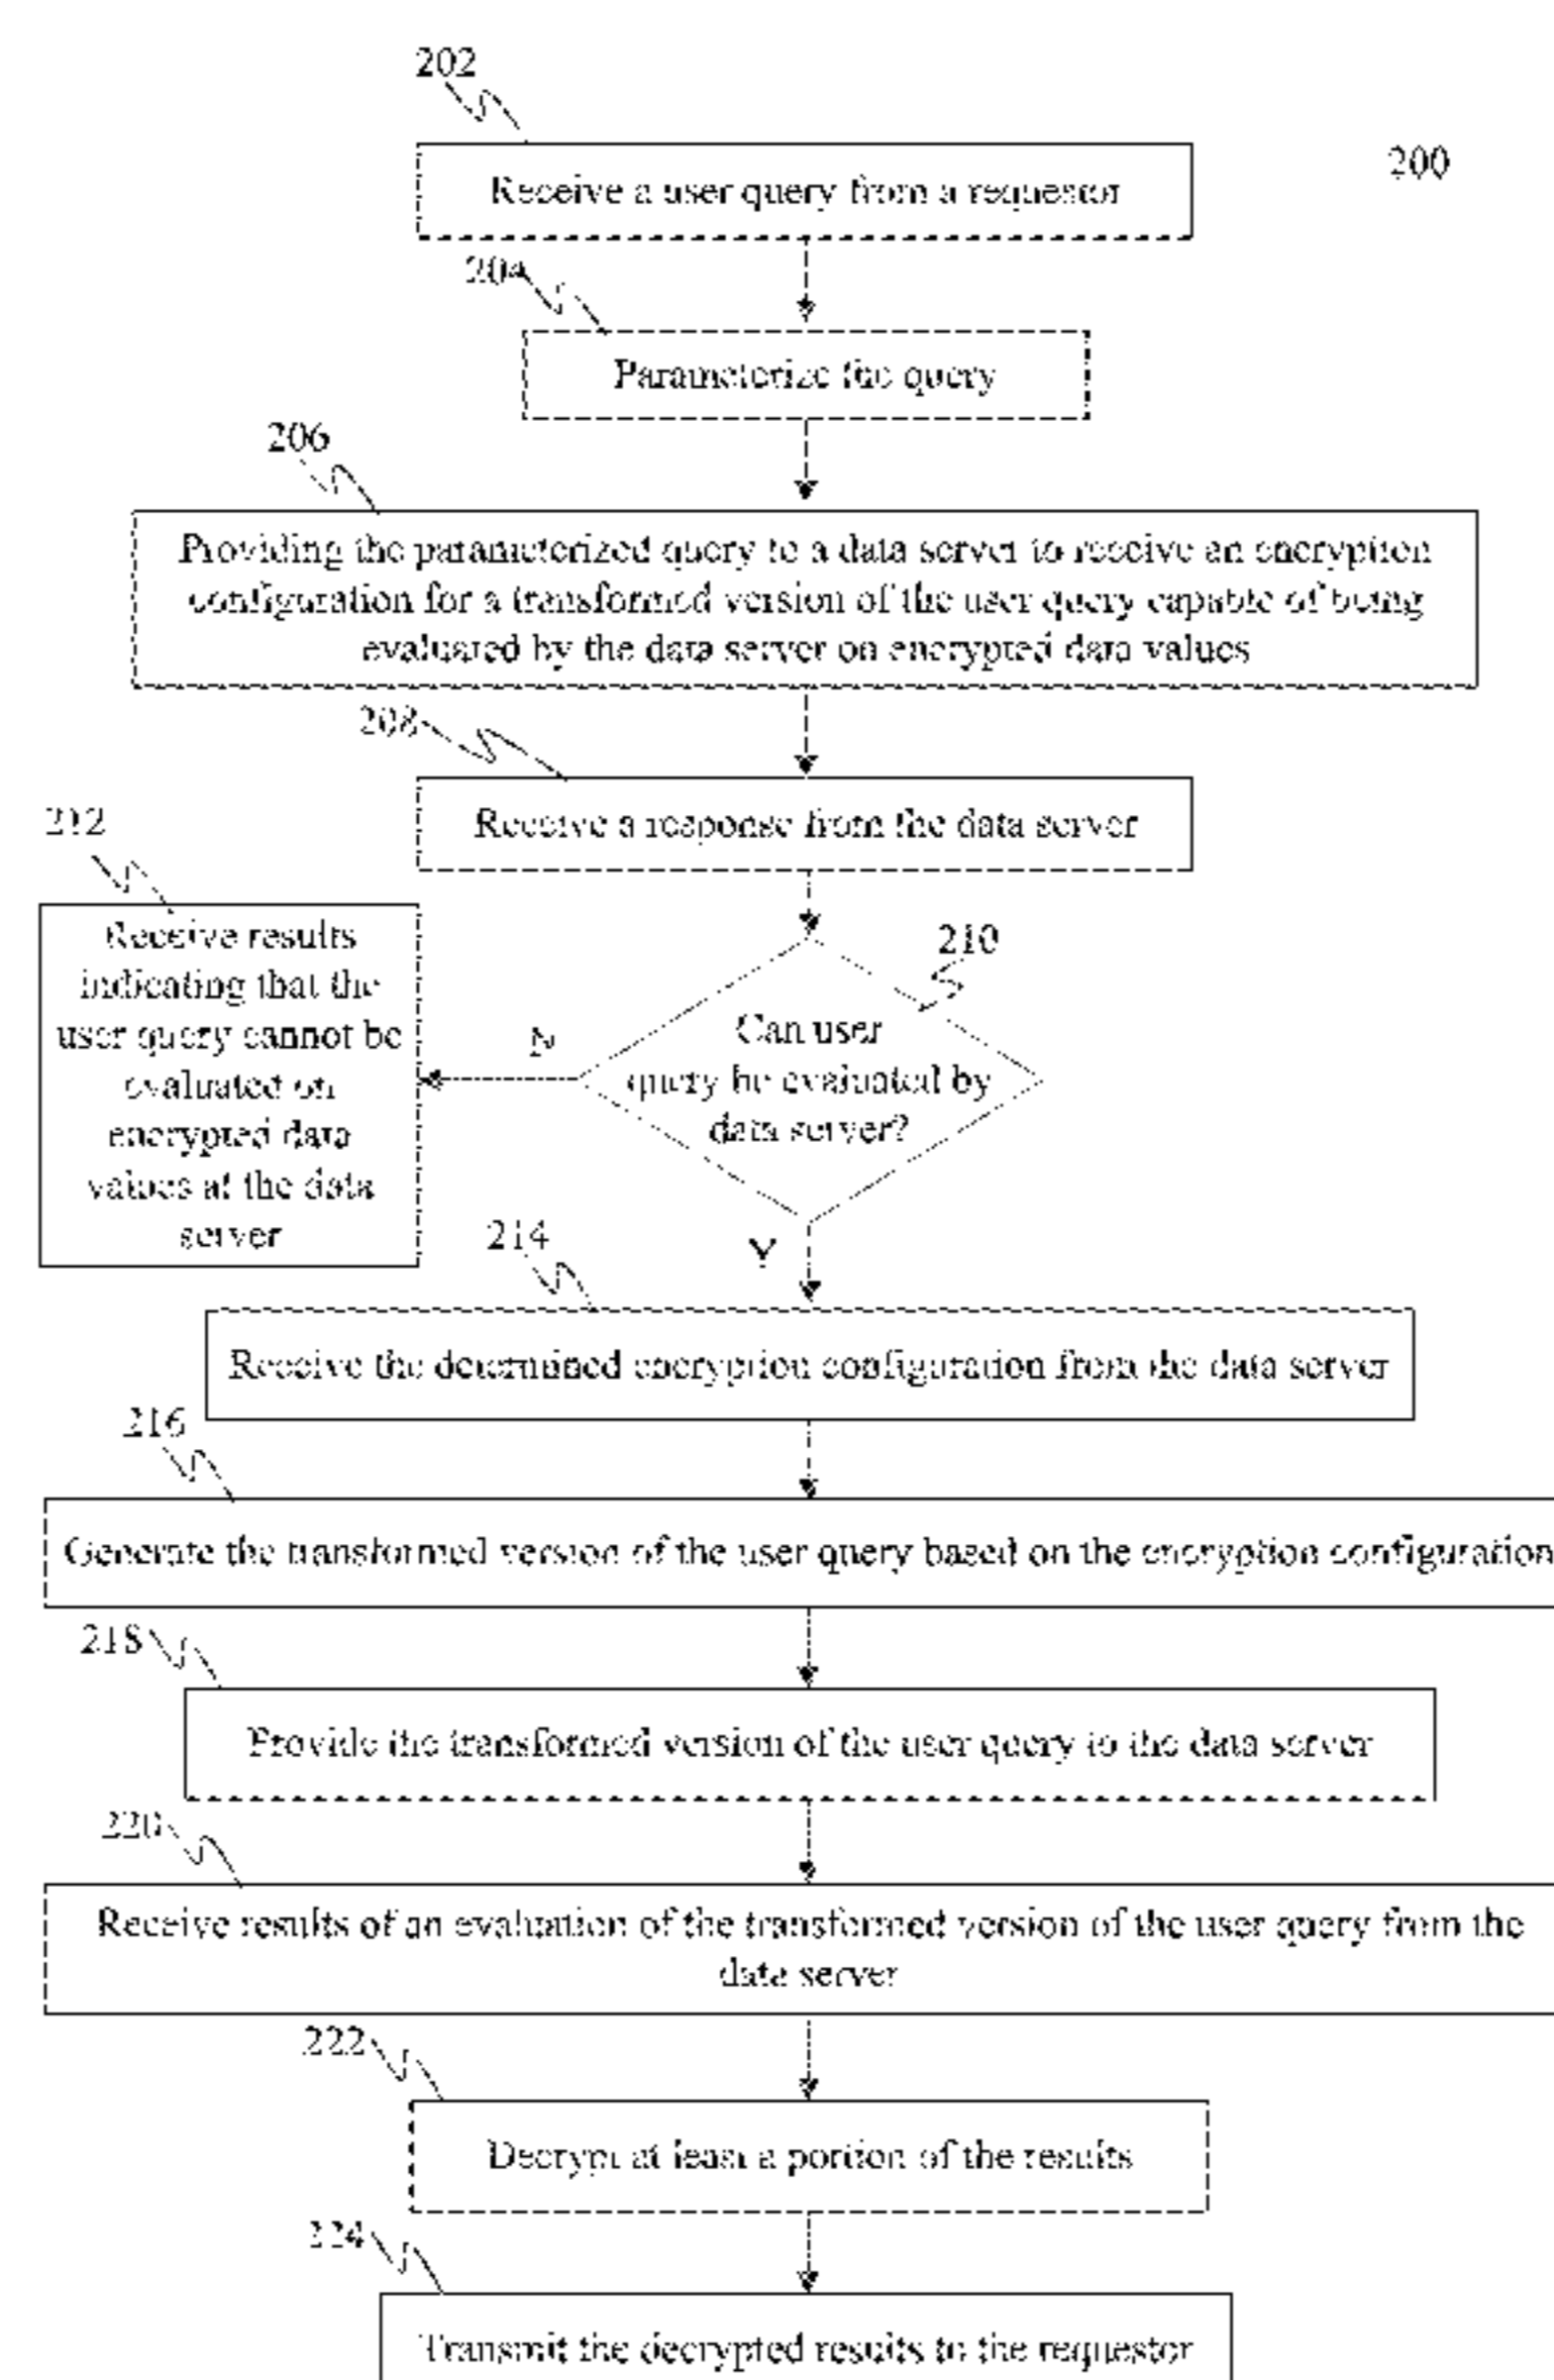 202
200
Receive a user query from a requestor
204
Parameterize the query
206
Providing the parameterized query to a data server to receive an encryption
configuration for a transformed version of the user query capable of being
evaluated by the data server on encrypted data values
208
Receive a response from the data server
212
Receive results
indicating that the
user query cannot be
evaluated on
encrypted data
values at the data
server
210
N
Can user
query be evaluated by
data server?
Y
214
Receive the determined encryption configuration from the data server
216
Generate the transformed version of the user query based on the encryption configuration
218
Provide the transformed version of the user query to the data server
220
Receive results of an evaluation of the transformed version of the user query from the
data server
222
Decrypt at least a portion of the results
224
Transmit the decrypted results to the requestor